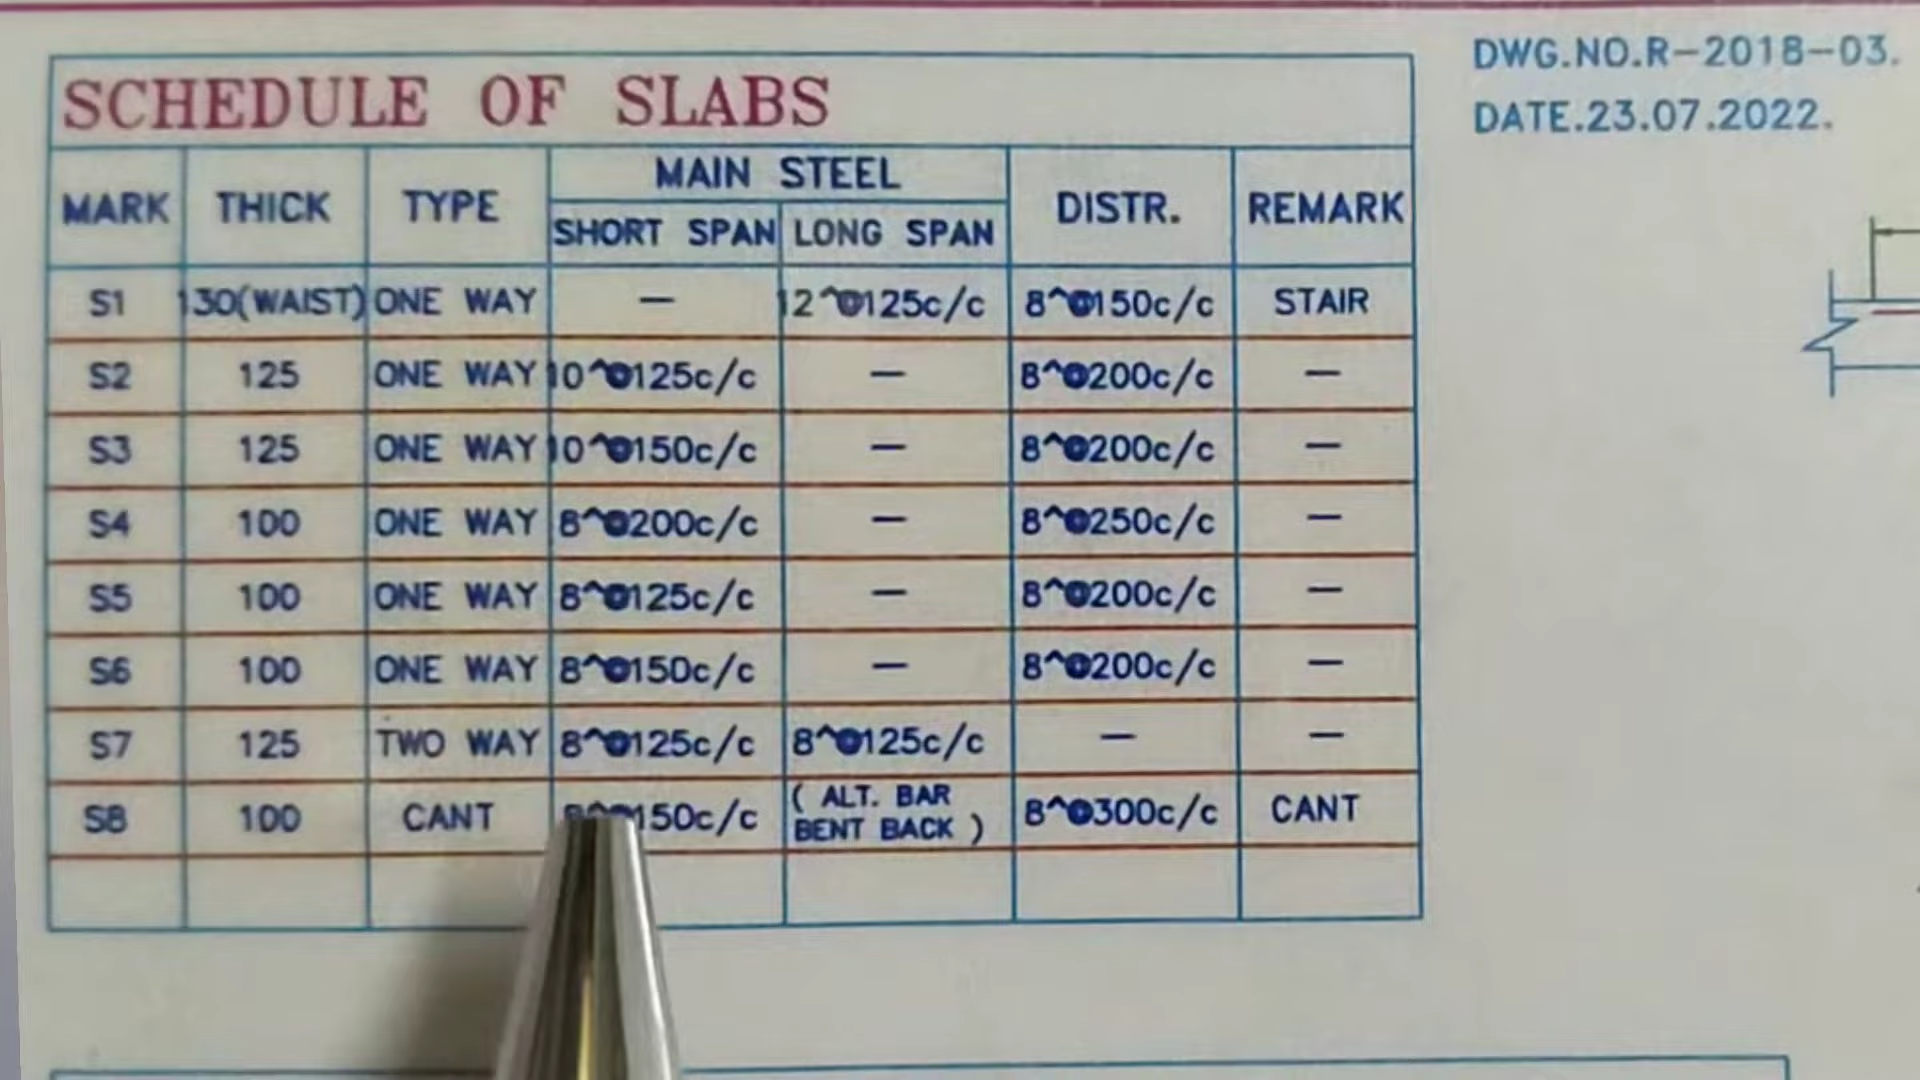 DWG.NO.R-2018-03.
DATE.23.07.2022.
SCHEDULE OF SLABS
MARK THICK TYPE MAIN STEEL DISTR. REMARK
SHORT SPAN LONG SPAN
S1 130(WAIST) ONE WAY — 12^@125c/c 8^@150c/c STAIR
S2 125 ONE WAY 10^@125c/c — 8^@200c/c —
S3 125 ONE WAY 10^@150c/c — 8^@200c/c —
S4 100 ONE WAY 8^@200c/c — 8^@250c/c —
S5 100 ONE WAY 8^@125c/c — 8^@200c/c —
S6 100 ONE WAY 8^@150c/c — 8^@200c/c —
S7 125 TWO WAY 8^@125c/c 8^@125c/c — —
S8 100 CANT 150c/c ( ALT. BAR BENT BACK ) 8^@300c/c CANT